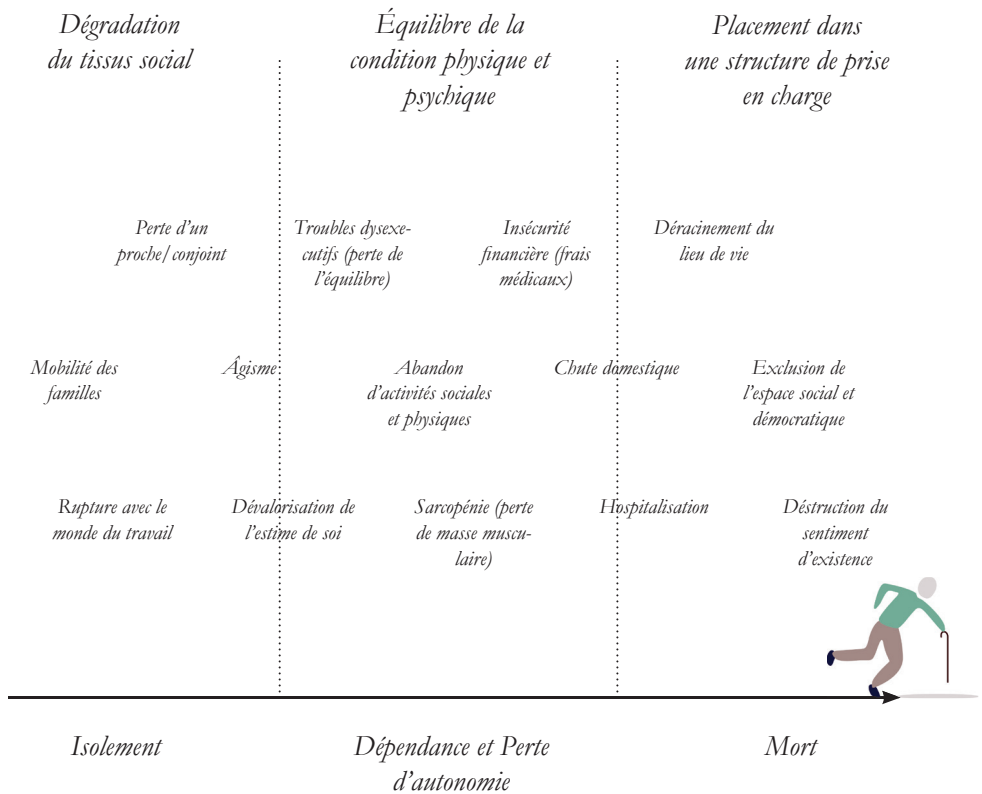 Dégradation
du tissus social
Équilibre de la
condition physique et
psychique
Placement dans
une structure de prise
en charge
Perte d'un
proche/conjoint
Troubles dysexe-
cutifs (perte de
l'équilibre)
Insécurité
financière (frais
médicaux)
Déracinement du
lieu de vie
Mobilité des
familles
Âgisme
Abandon
d'activités sociales
et physiques
Chute domestique
Exclusion de
l'espace social et
démocratique
Rupture avec le
monde du travail
Dévalorisation de
l'estime de soi
Sarcopénie (perte
de masse muscu-
laire)
Hospitalisation
Déstruction du
sentiment
d'existence
Isolement
Dépendance et Perte
d'autonomie
Mort